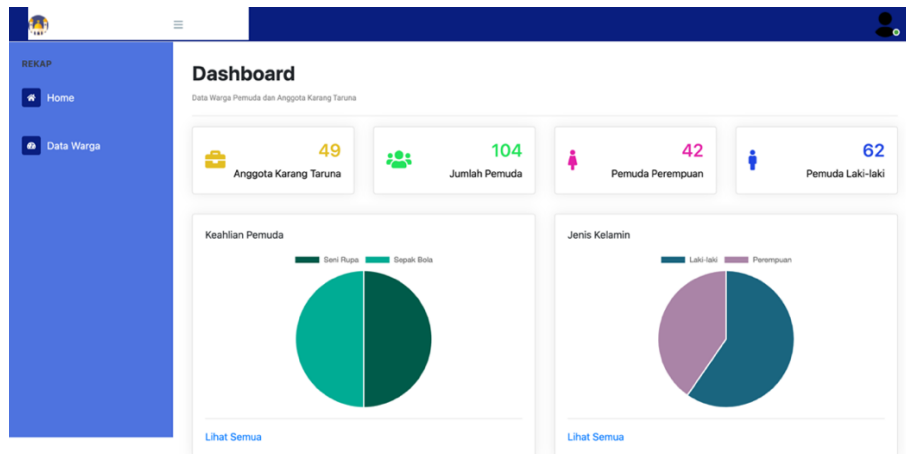 REKAP
Home
Data Warga
Dashboard
Data Warga Pemuda dan Anggota Karang Taruna
49
Anggota Karang Taruna
104
Jumlah Pemuda
42
Pemuda Perempuan
62
Pemuda Laki-laki
Keahlian Pemuda
Seni Rupa Sepak Bola
Lihat Semua
Jenis Kelamin
Laki-laki Perempuan
Lihat Semua